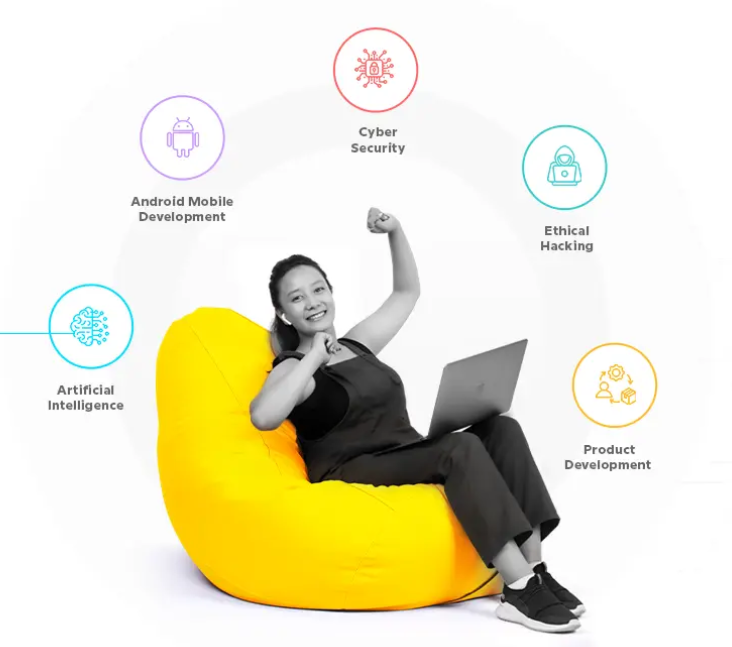 Cyber
Security
Android Mobile
Development
Ethical
Hacking
Artificial
Intelligence
Product
Development